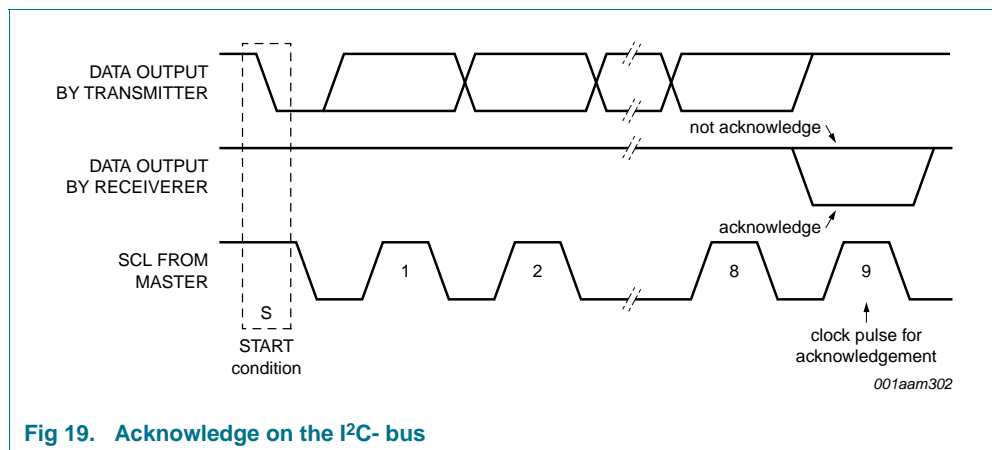 DATA OUTPUT
BY TRANSMITTER
not acknowledge
DATA OUTPUT
BY RECEIVERER
acknowledge
SCL FROM
MASTER
1
2
8
9
S
START
condition
clock pulse for
acknowledgement
001aam302
Fig 19. Acknowledge on the I²C- bus